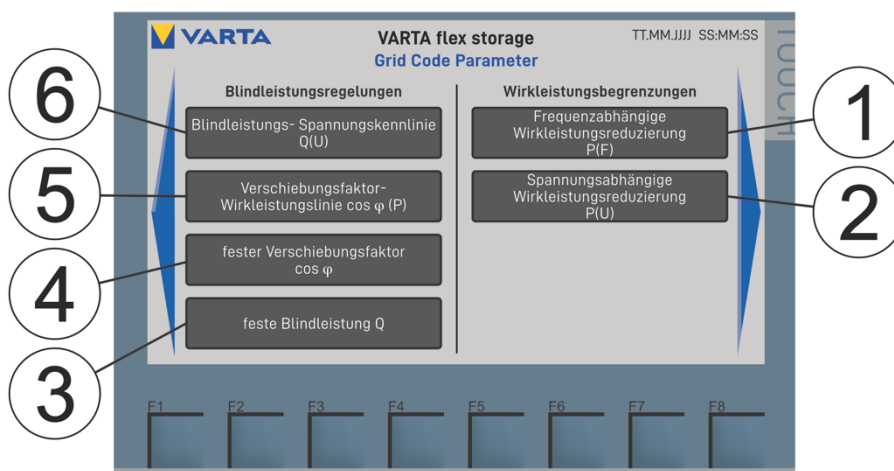 VARTA
VARTA flex storage
TT.MM.JJJJ SS:MM:SS
Grid Code Parameter
TOUCH
Blindleistungsregelungen
Wirkleistungsbegrenzungen
6
Blindleistungs- Spannungskennlinie
Q(U)
Frequenzabhängige
Wirkleistungsreduzierung
P(F)
1
5
Verschiebungsfaktor-
Wirkleistungslinie cos φ (P)
Spannungsabhängige
Wirkleistungsreduzierung
P(U)
2
4
fester Verschiebungsfaktor
cos φ
3
feste Blindleistung Q
F1 F2 F3 F4 F5 F6 F7 F8